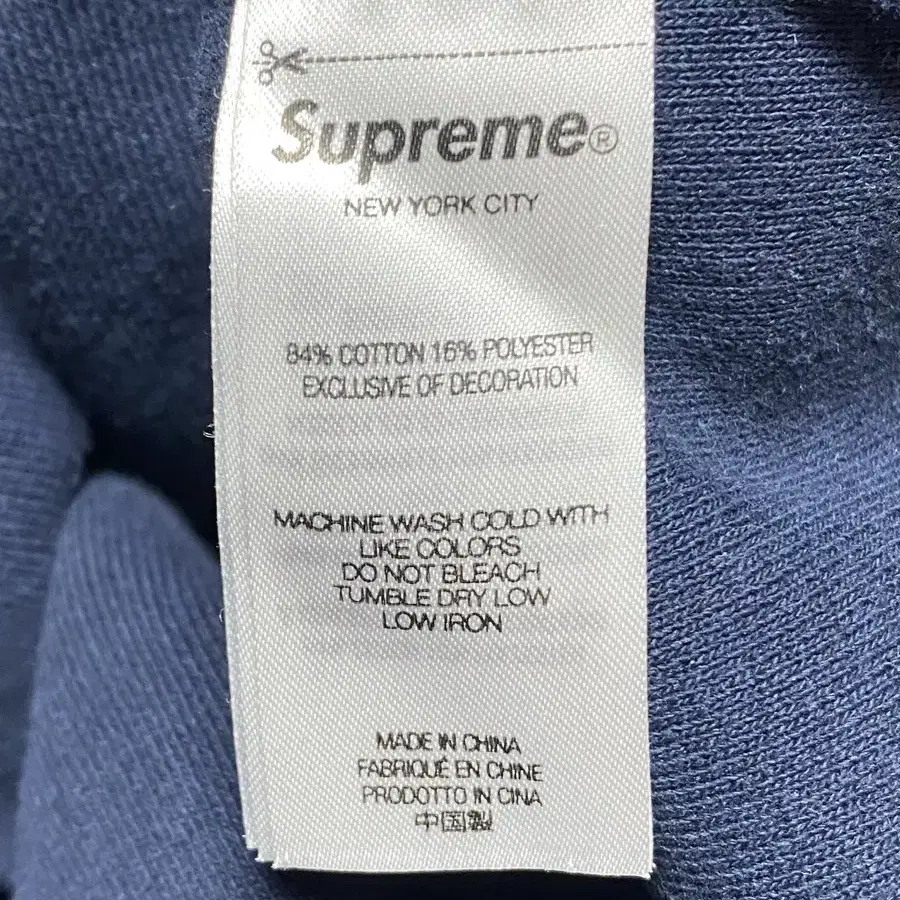 Supreme®
NEW YORK CITY
84% COTTON 16% POLYESTER
EXCLUSIVE OF DECORATION
MACHINE WASH COLD WITH
LIKE COLORS
DO NOT BLEACH
TUMBLE DRY LOW
LOW IRON
MADE IN CHINA
FABRIQUÉ EN CHINE
PRODOTTO IN CINA
中国製